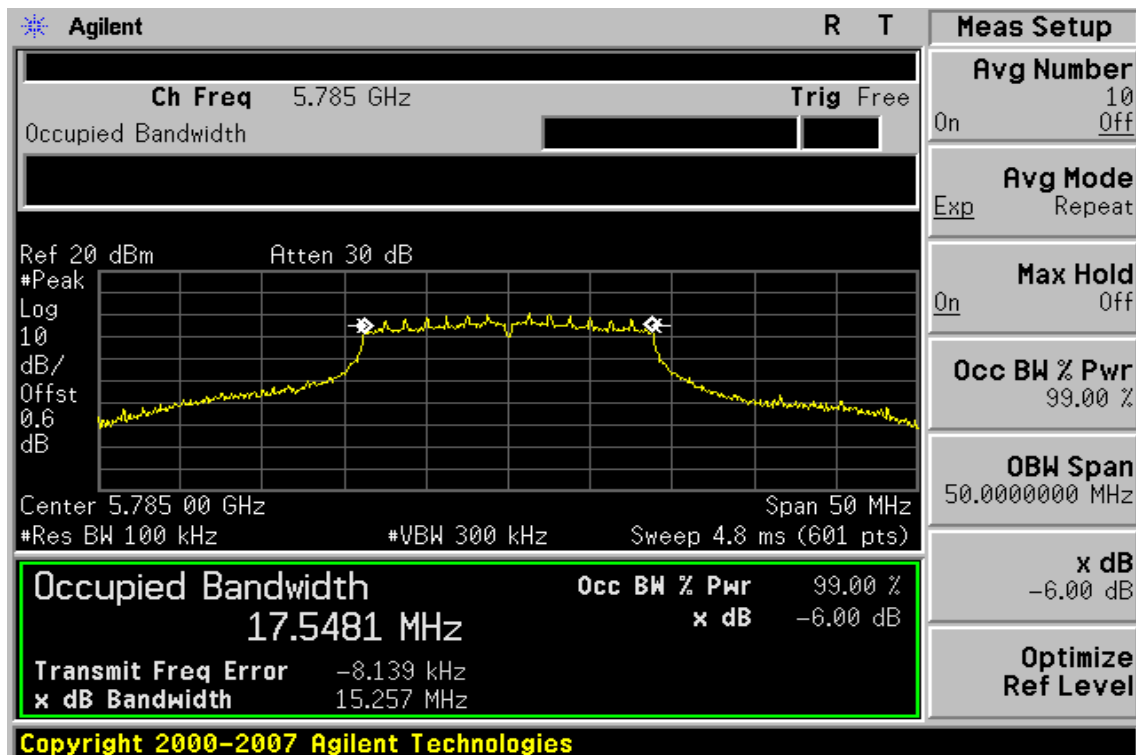 Agilent R T
Ch Freq 5.785 GHz Trig Free
Occupied Bandwidth
Ref 20 dBm Atten 30 dB
#Peak
Log
10
dB/
Offst
0.6
dB
Center 5.785 00 GHz Span 50 MHz
#Res BW 100 kHz #VBW 300 kHz Sweep 4.8 ms (601 pts)
Occupied Bandwidth
17.5481 MHz
Occ BW % Pwr 99.00 %
x dB -6.00 dB
Transmit Freq Error -8.139 kHz
x dB Bandwidth 15.257 MHz
Copyright 2000-2007 Agilent Technologies
Meas Setup
Avg Number
10
On Off
Avg Mode
Exp Repeat
Max Hold
On Off
Occ BW % Pwr
99.00 %
OBW Span
50.0000000 MHz
x dB
-6.00 dB
Optimize
Ref Level